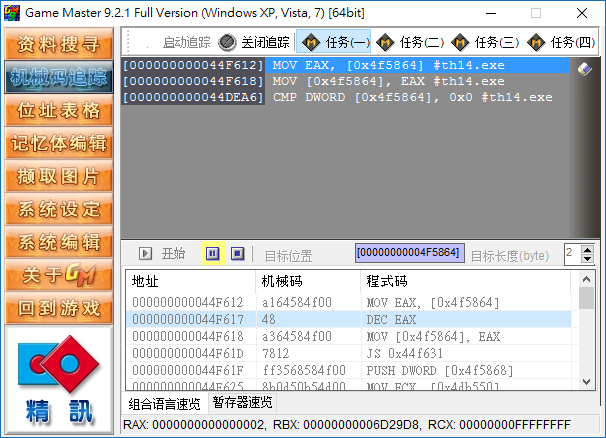 Game Master 9.2.1 Full Version (Windows XP, Vista, 7) [64bit]
资料搜寻
机械码追踪
位址表格
记忆体编辑
撷取图片
系统设定
系统编辑
关于GM
回到游戏
精訊
启动追踪 关闭追踪 任务(一) 任务(二) 任务(三) 任务(四)
[000000000044F612] MOV EAX, [0x4f5864] #th14.exe
[000000000044F618] MOV [0x4f5864], EAX #th14.exe
[000000000044DEA6] CMP DWORD [0x4f5864], 0x0 #th14.exe
开始 目标位置 [00000000004F5864] 目标长度(byte) 2
地址 机械码 程式码
000000000044F612 a164584f00 MOV EAX, [0x4f5864]
000000000044F617 48 DEC EAX
000000000044F618 a364584f00 MOV [0x4f5864], EAX
000000000044F61D 7812 JS 0x44f631
000000000044F61F ff3568584f00 PUSH DWORD [0x4f5868]
000000000044F625 8b0d50b54d00 MOV ECX, [0x4db550]
组合语言速览 暂存器速览
RAX: 0000000000000002, RBX: 00000000006D29D8, RCX: 00000000FFFFFFFF